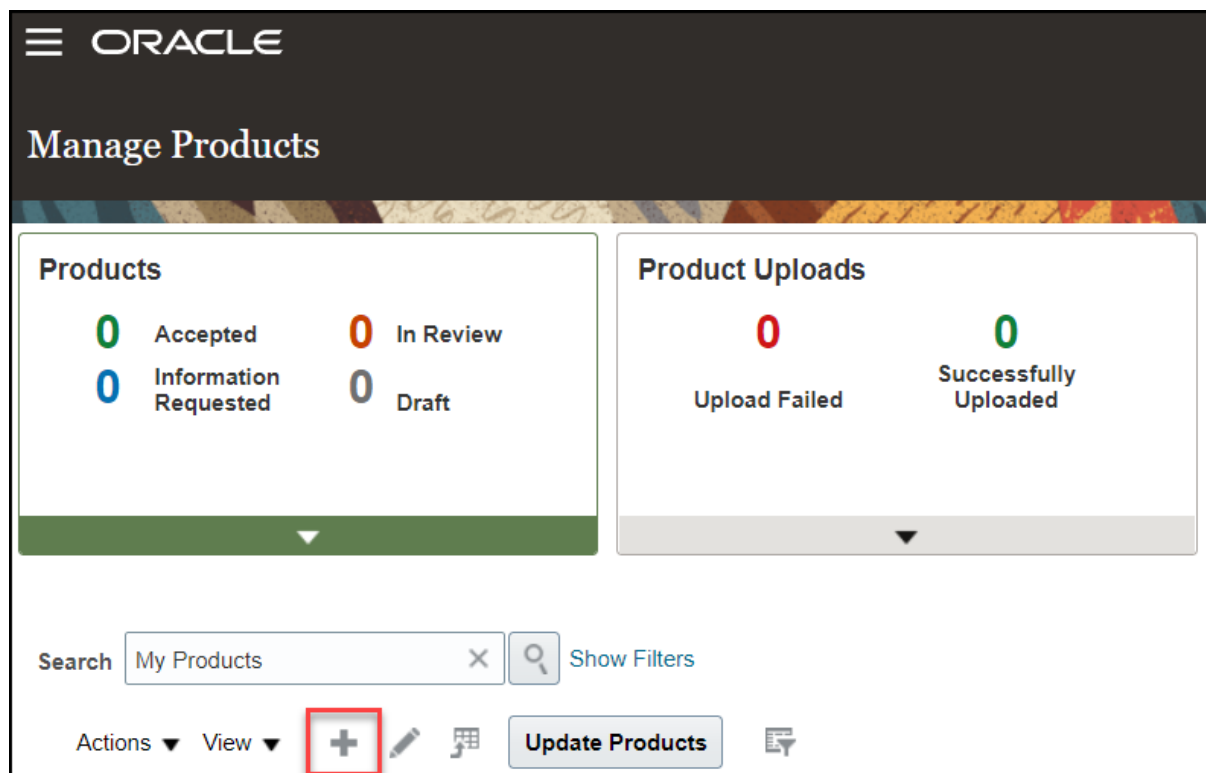 ORACLE
Manage Products
Products
0 Accepted 0 In Review
0 Information Requested 0 Draft
Product Uploads
0 0
Upload Failed Successfully Uploaded
Search My Products Show Filters
Actions View Update Products